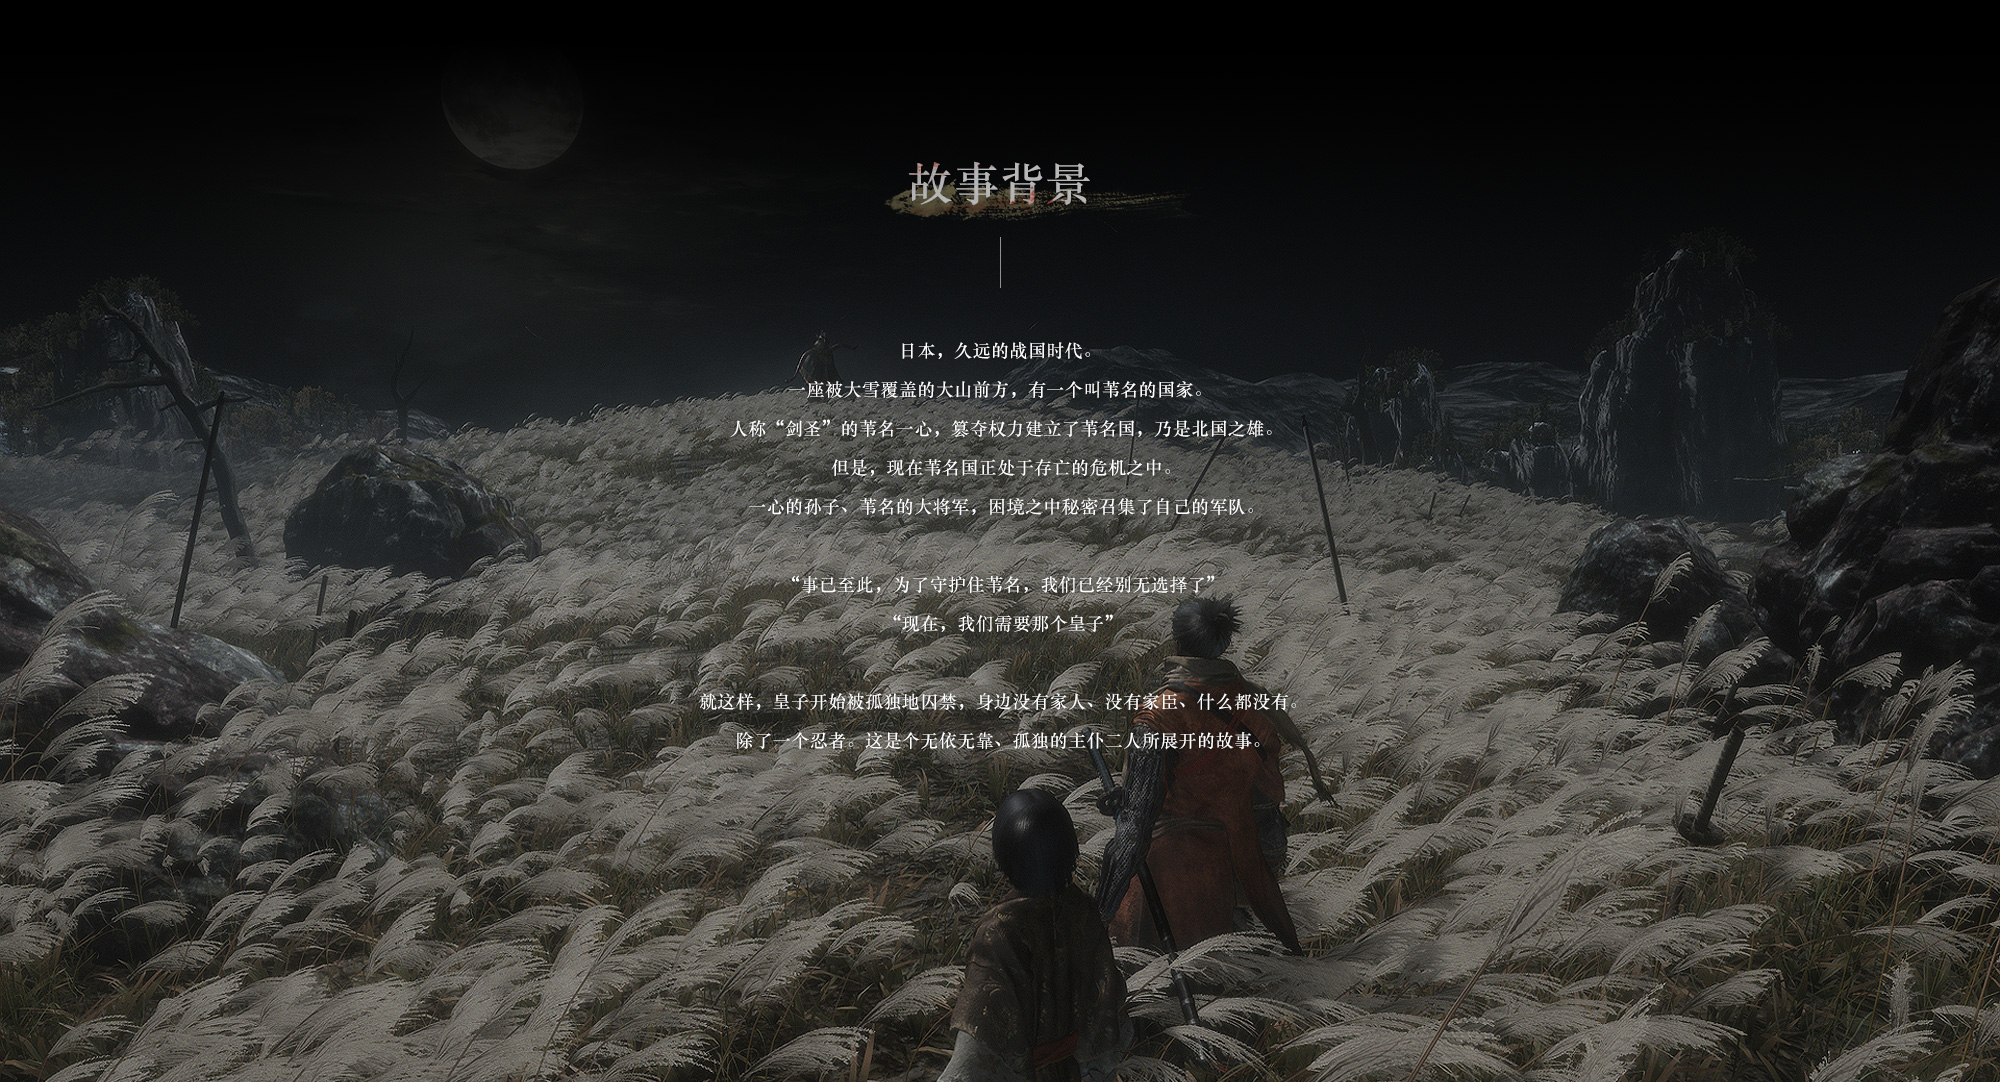 故事背景
日本，久远的战国时代。
一座被大雪覆盖的大山前方，有一个叫苇名的国家。
人称“剑圣”的苇名一心，篡夺权力建立了苇名国，乃是北国之雄。
但是，现在苇名国正处于存亡的危机之中。
一心的孙子、苇名的大将军，困境之中秘密召集了自己的军队。
“事已至此，为了守护住苇名，我们已经别无选择了”
“现在，我们需要那个皇子”
就这样，皇子开始被孤独地囚禁，身边没有家人、没有家臣、什么都没有。
除了一个忍者。这是个无依无靠、孤独的主仆二人所展开的故事。